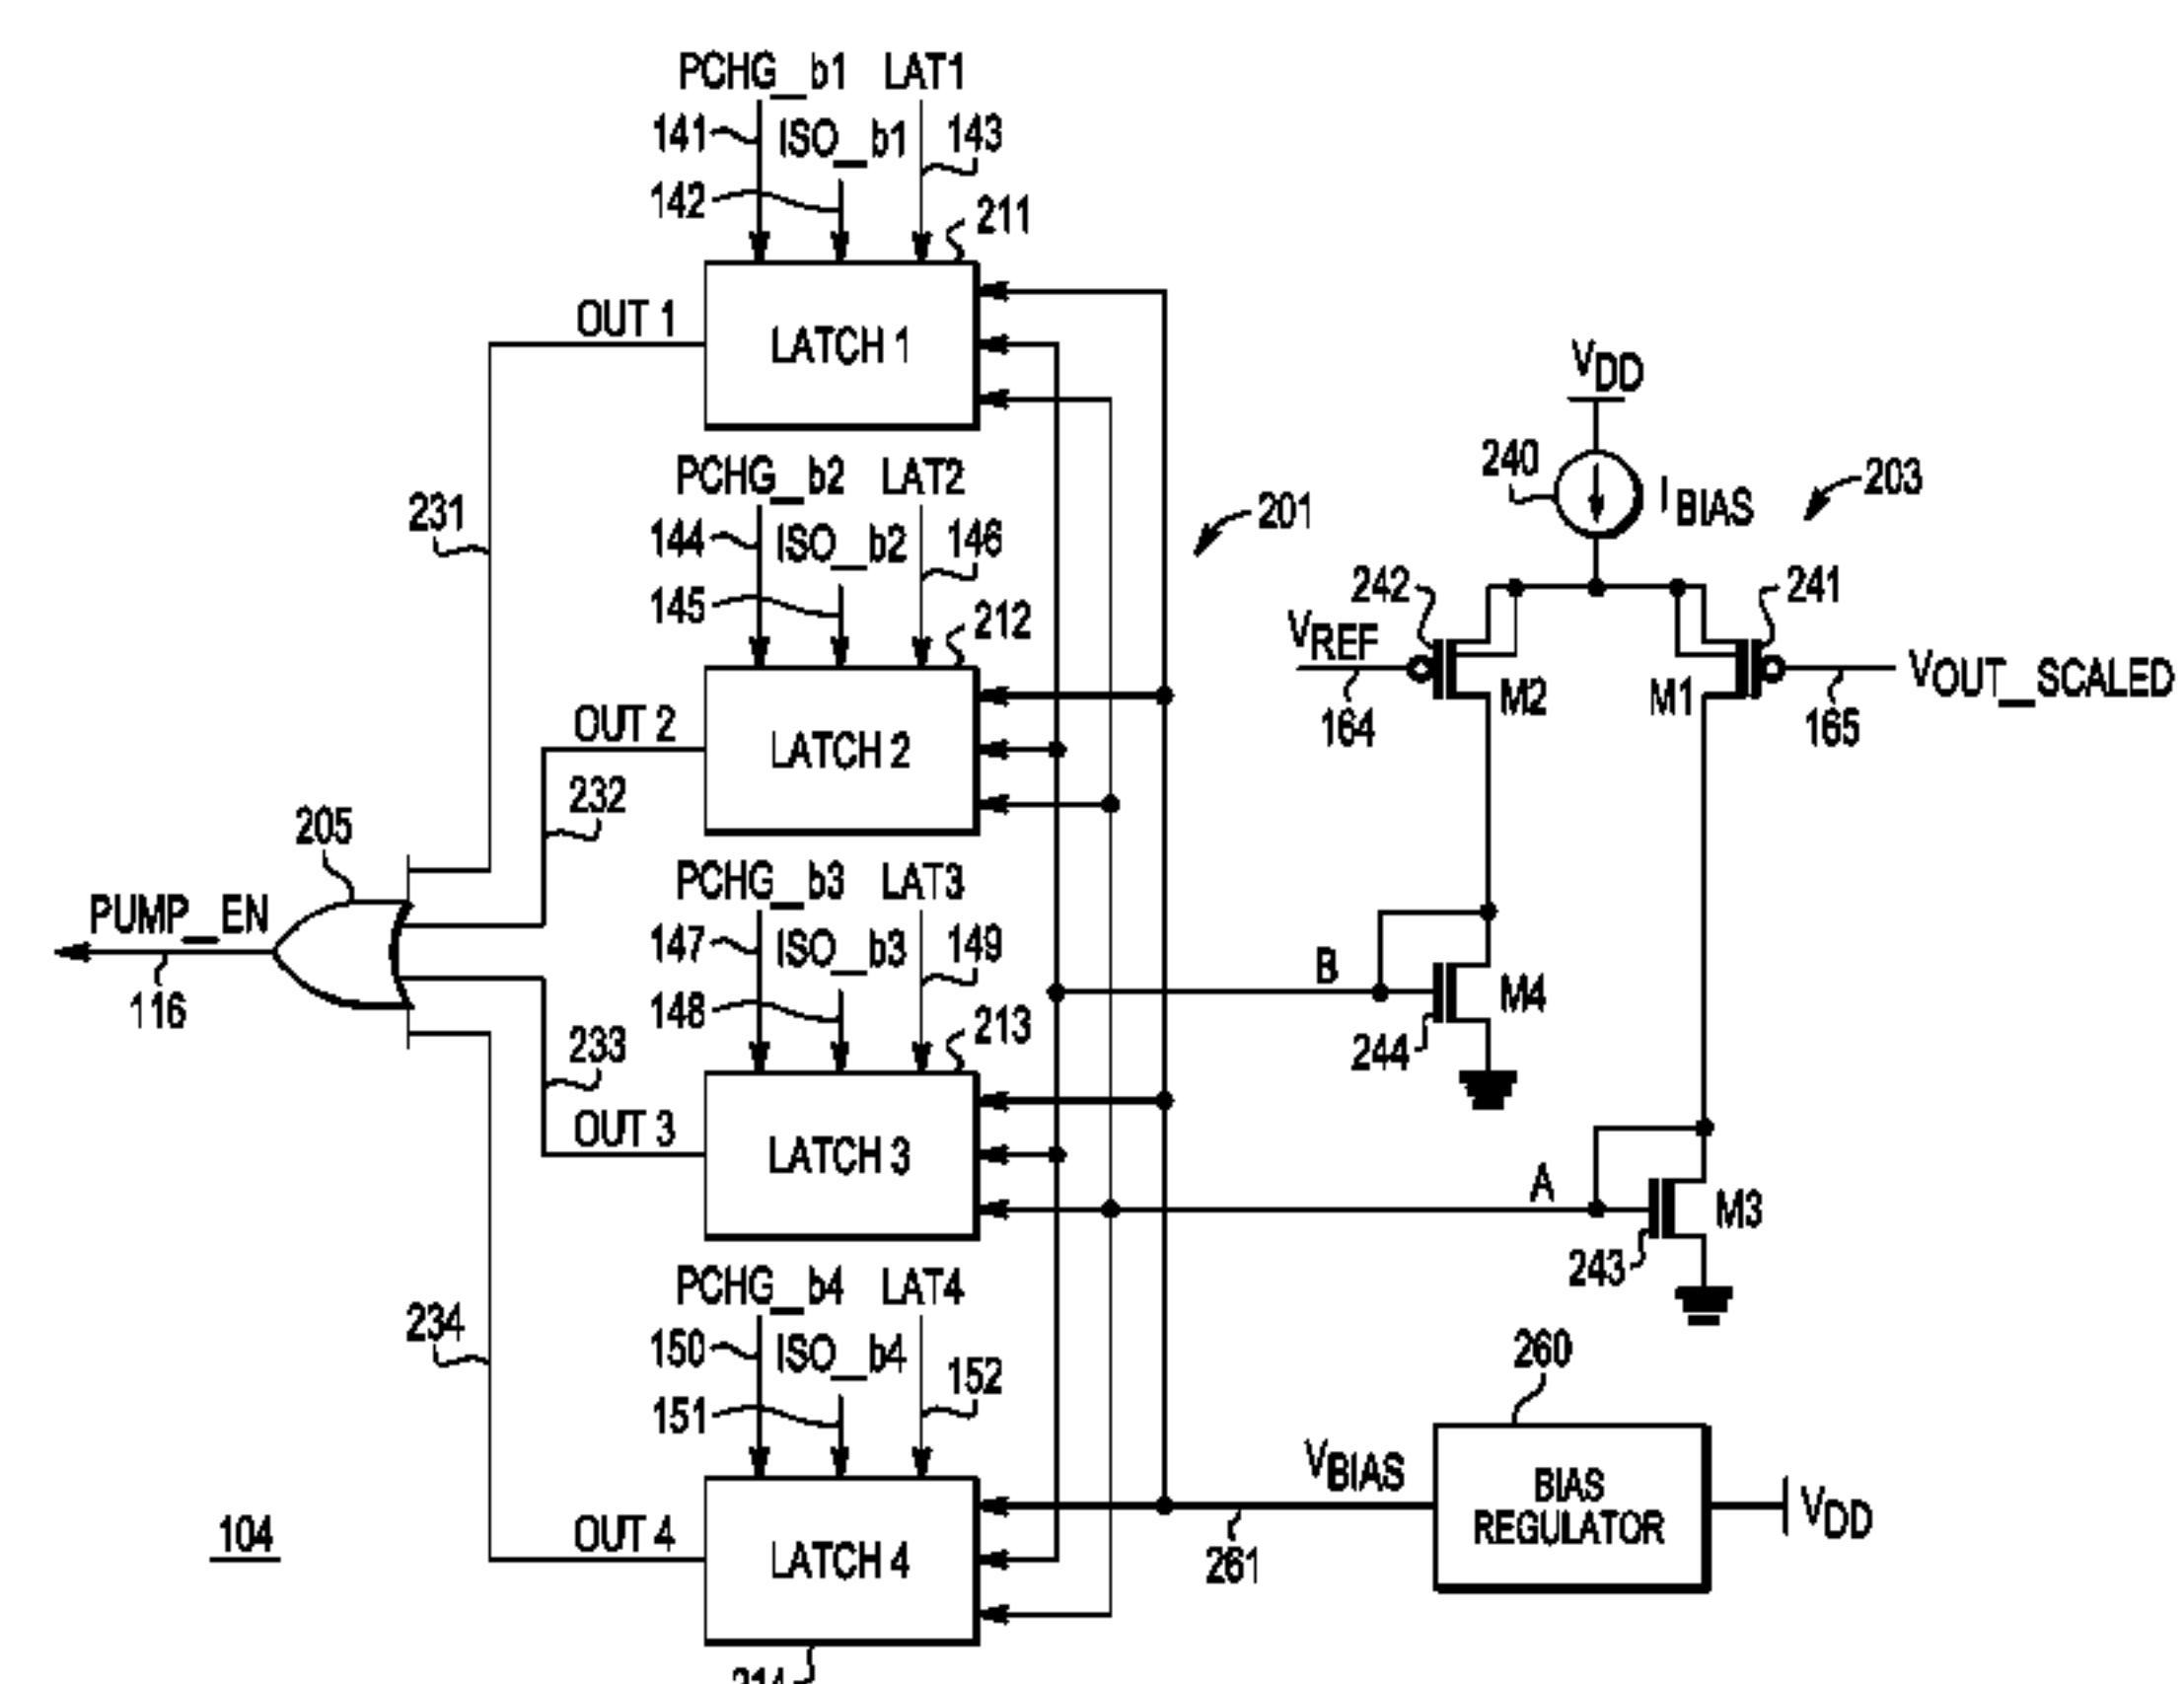 PCHG_b1 LAT1
141 ISO_b1 143
142
211
OUT 1
LATCH 1
PCHG_b2 LAT2
231
144 ISO_b2 146
145
212
OUT 2
LATCH 2
232
205
PUMP_EN
116
PCHG_b3 LAT3
147 ISO_b3 149
148
213
233
OUT 3
LATCH 3
PCHG_b4 LAT4
234
150 ISO_b4 152
151
OUT 4
LATCH 4
104
201
VDD
240
IBIAS
203
242
241
VREF
164
M2
M1
165
VOUT_SCALED
B
M4
244
A
M3
243
260
VBIAS
261
BIAS
REGULATOR
VDD